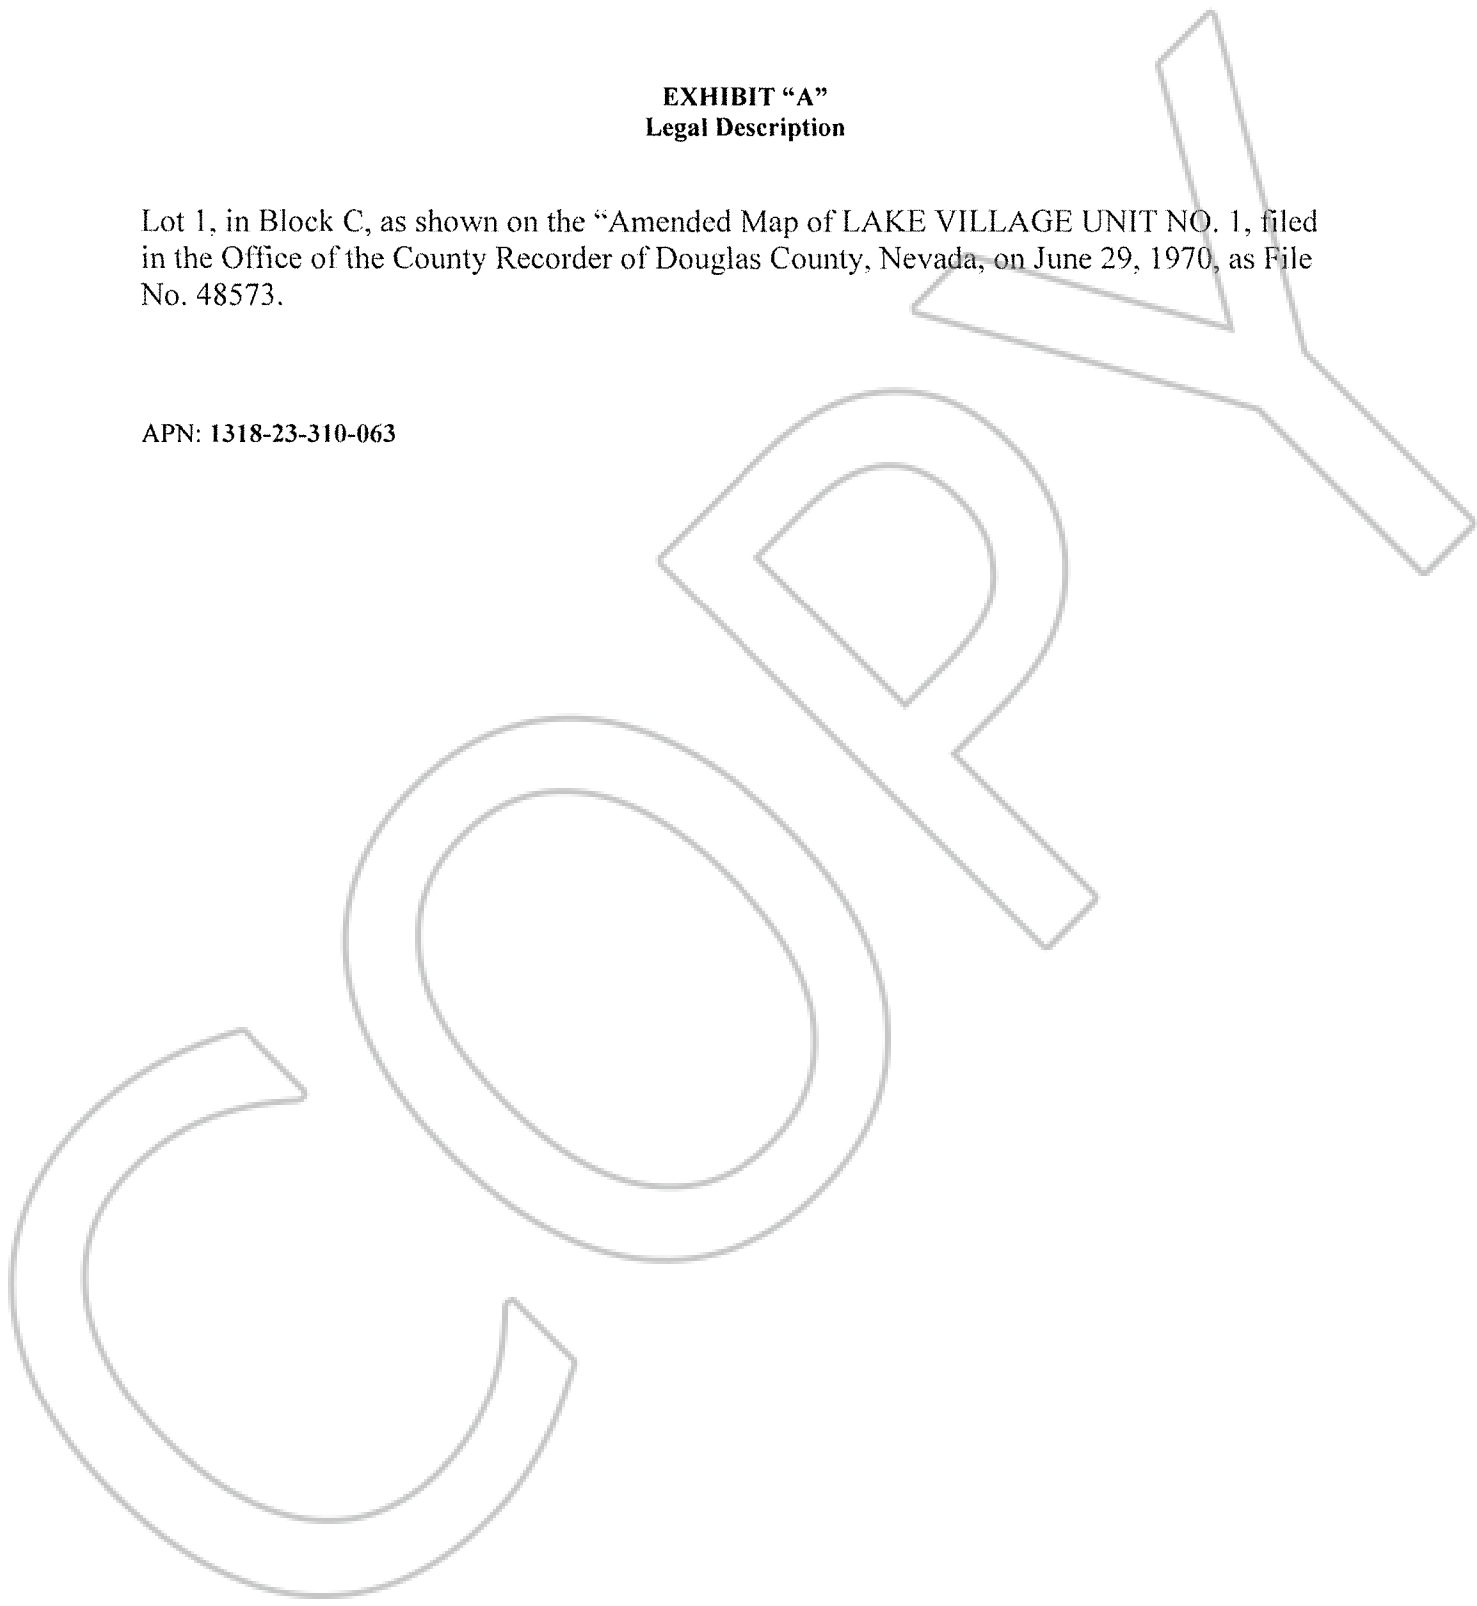 EXHIBIT “A”
Legal Description
Lot 1, in Block C, as shown on the “Amended Map of LAKE VILLAGE UNIT NO. 1, filed
in the Office of the County Recorder of Douglas County, Nevada, on June 29, 1970, as File
No. 48573.
APN: 1318-23-310-063
COPY